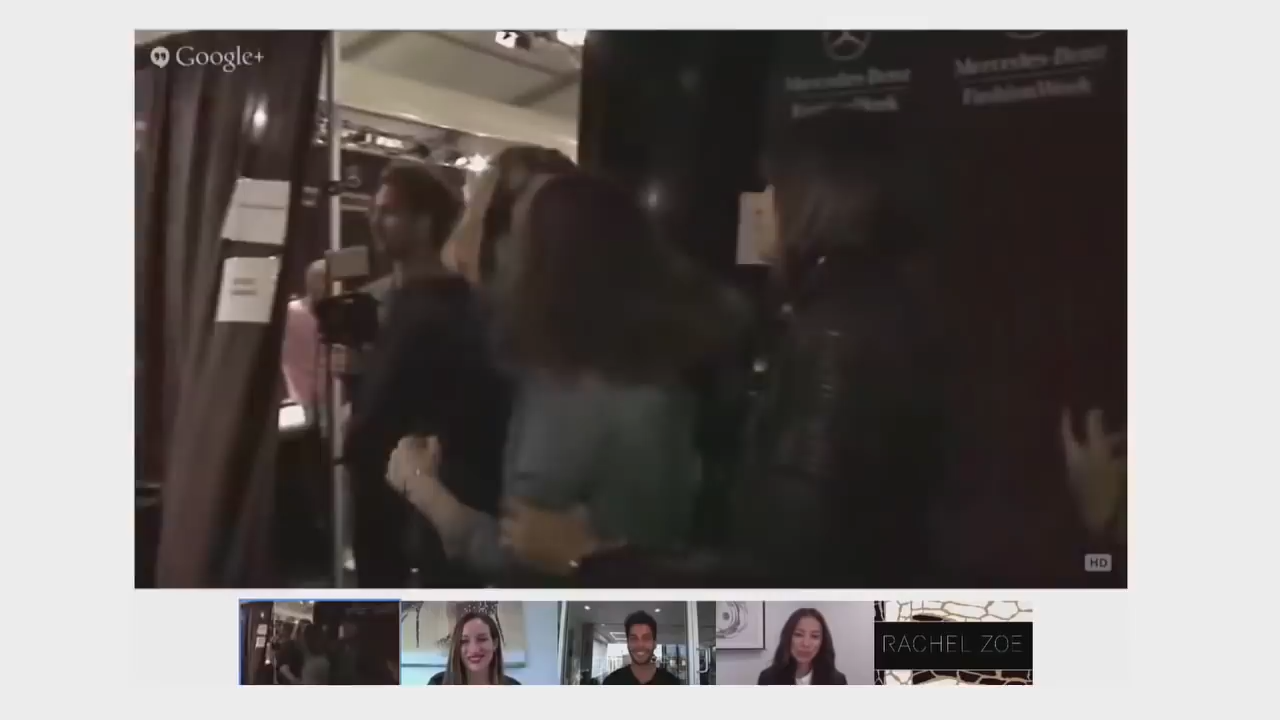 Google+
Mercedes-Benz
Fashion Week
Mercedes-Benz
Fashion Week
HD
RACHEL ZOE